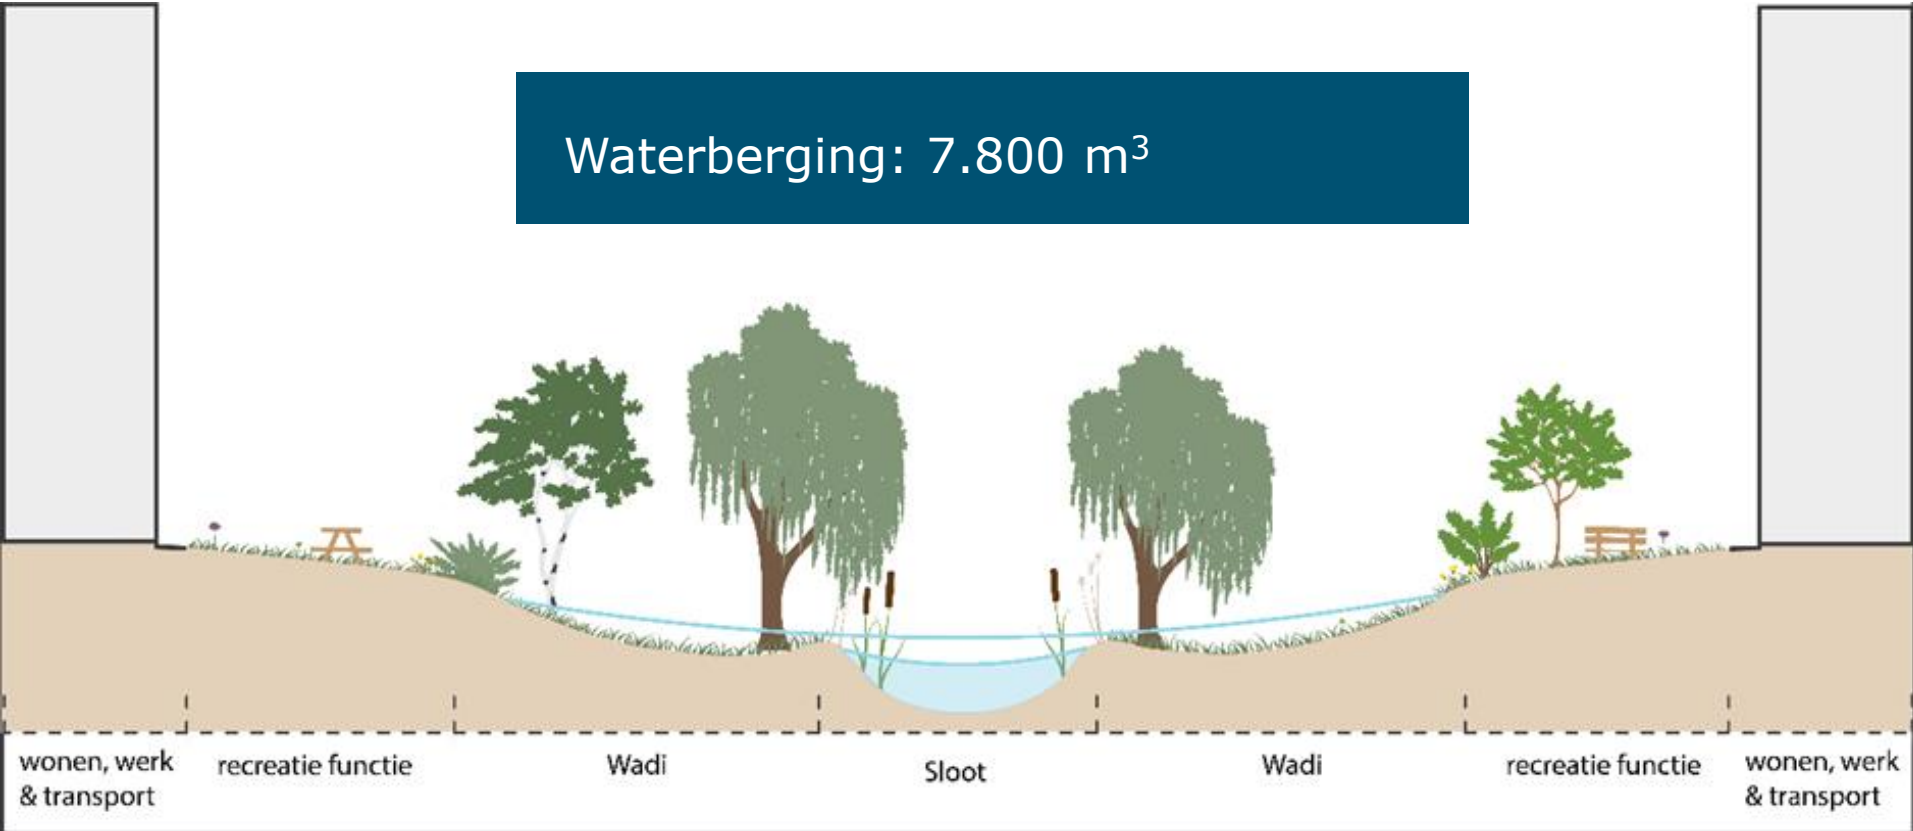 Waterberging: 7.800 m³
wonen, werk
& transport
recreatie functie
Wadi
Sloot
Wadi
recreatie functie
wonen, werk
& transport